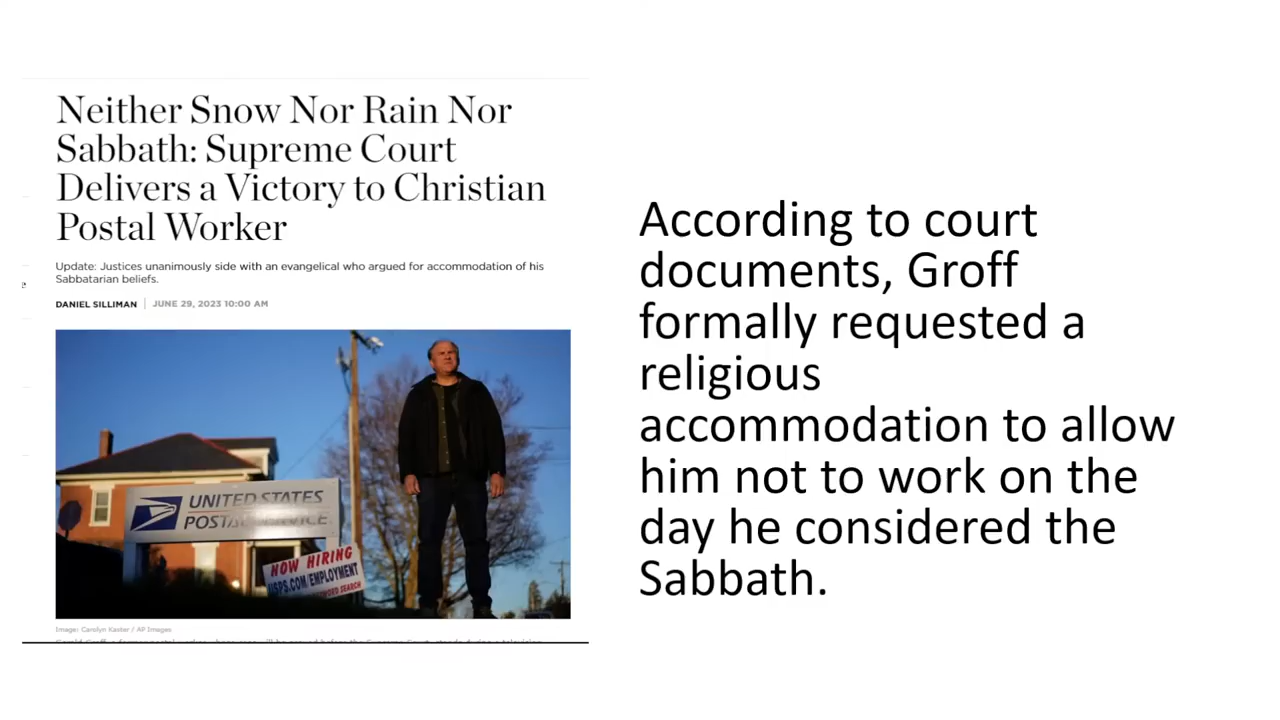 Neither Snow Nor Rain Nor
Sabbath: Supreme Court
Delivers a Victory to Christian
Postal Worker
Update: Justices unanimously side with an evangelical who argued for accommodation of his
Sabbatarian beliefs.
DANIEL SILLIMAN | JUNE 29, 2023 10:00 AM
UNITED STATES
POSTAL SERVICE
NOW HIRING
USPS.COM/EMPLOYMENT
SEARCH
Image: Carolyn Kaster / AP Images
According to court
documents, Groff
formally requested a
religious
accommodation to allow
him not to work on the
day he considered the
Sabbath.